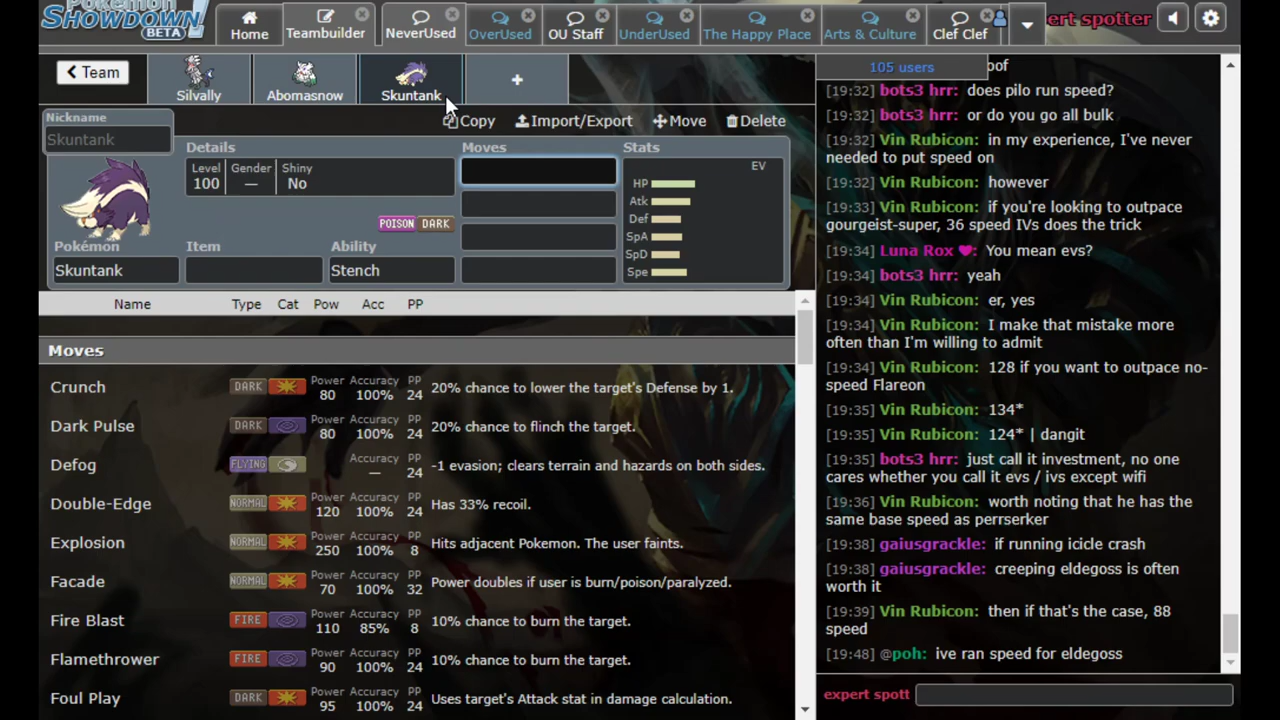 Pokémon
SHOWDOWN!
BETA
Home
Teambuilder
NeverUsed
OverUsed
OU Staff
UnderUsed
The Happy Place
Arts & Culture
Clef Clef
ert spotter
Team
Silvally
Abomasnow
Skuntank
+
Copy
Import/Export
Move
Delete
Nickname
Skuntank
Details
Level Gender Shiny
100 — No
POISON DARK
Pokémon
Skuntank
Item
Ability
Stench
Moves
Stats
EV
HP
Atk
Def
SpA
SpD
Spe
Name Type Cat Pow Acc PP
Moves
Crunch DARK Power 80 Accuracy 100% PP 24 20% chance to lower the target's Defense by 1.
Dark Pulse DARK Power 80 Accuracy 100% PP 24 20% chance to flinch the target.
Defog FLYING Accuracy — PP 24 -1 evasion; clears terrain and hazards on both sides.
Double-Edge NORMAL Power 120 Accuracy 100% PP 24 Has 33% recoil.
Explosion NORMAL Power 250 Accuracy 100% PP 8 Hits adjacent Pokemon. The user faints.
Facade NORMAL Power 70 Accuracy 100% PP 32 Power doubles if user is burn/poison/paralyzed.
Fire Blast FIRE Power 110 Accuracy 85% PP 8 10% chance to burn the target.
Flamethrower FIRE Power 90 Accuracy 100% PP 24 10% chance to burn the target.
Foul Play DARK Power 95 Accuracy 100% PP 24 Uses target's Attack stat in damage calculation.
105 users
oof
[19:32] bots3 hrr: does pilo run speed?
[19:32] bots3 hrr: or do you go all bulk
[19:32] Vin Rubicon: in my experience, I've never
needed to put speed on
[19:32] Vin Rubicon: however
[19:33] Vin Rubicon: if you're looking to outpace
gourgeist-super, 36 speed IVs does the trick
[19:34] Luna Rox ♥: You mean evs?
[19:34] bots3 hrr: yeah
[19:34] Vin Rubicon: er, yes
[19:34] Vin Rubicon: I make that mistake more
often than I'm willing to admit
[19:34] Vin Rubicon: 128 if you want to outpace no-
speed Flareon
[19:35] Vin Rubicon: 134*
[19:35] Vin Rubicon: 124* | dangit
[19:35] bots3 hrr: just call it investment, no one
cares whether you call it evs / ivs except wifi
[19:36] Vin Rubicon: worth noting that he has the
same base speed as perrserker
[19:38] gaiusgrackle: if running icicle crash
[19:38] gaiusgrackle: creeping eldegoss is often
worth it
[19:39] Vin Rubicon: then if that's the case, 88
speed
[19:48] @poh: ive ran speed for eldegoss
expert spott